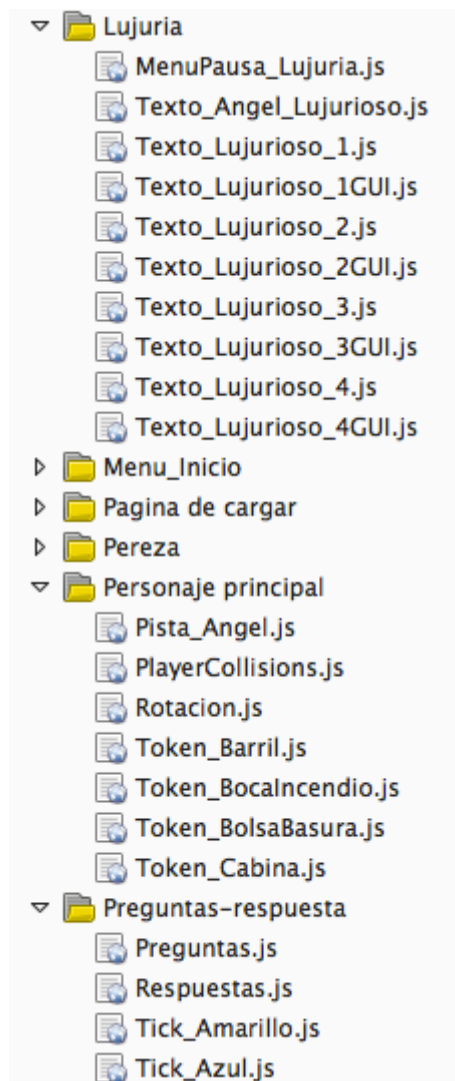 Lujuria
MenuPausa_Lujuria.js
Texto_Angel_Lujurioso.js
Texto_Lujurioso_1.js
Texto_Lujurioso_1GUI.js
Texto_Lujurioso_2.js
Texto_Lujurioso_2GUI.js
Texto_Lujurioso_3.js
Texto_Lujurioso_3GUI.js
Texto_Lujurioso_4.js
Texto_Lujurioso_4GUI.js
Menu_Inicio
Pagina de cargar
Pereza
Personaje principal
Pista_Angel.js
PlayerCollisions.js
Rotacion.js
Token_Barril.js
Token_BocaIncendio.js
Token_BolsaBasura.js
Token_Cabina.js
Preguntas-respuesta
Preguntas.js
Respuestas.js
Tick_Amarillo.js
Tick_Azul.js